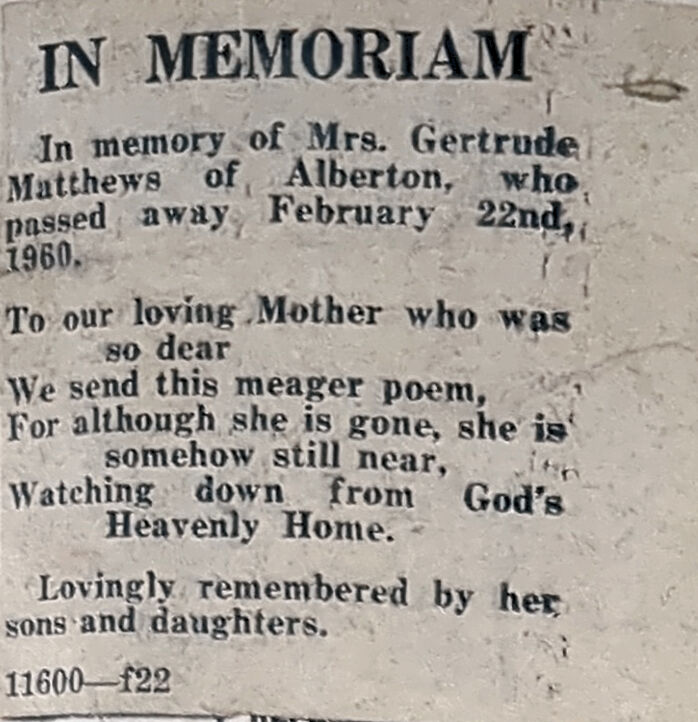 IN MEMORIAM
In memory of Mrs. Gertrude
Matthews of Alberton, who
passed away February 22nd,
1960.
To our loving Mother who was
so dear
We send this meager poem,
For although she is gone, she is
somehow still near,
Watching down from God's
Heavenly Home.
Lovingly remembered by her
sons and daughters.
11600—f22